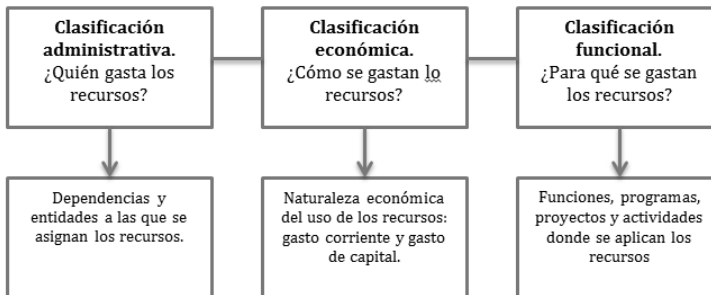 Clasificación
administrativa.
¿Quién gasta los
recursos?
Clasificación
económica.
¿Cómo se gastan lo
recursos?
Clasificación
funcional.
¿Para qué se gastan
los recursos?
Dependencias y
entidades a las que se
asignan los recursos.
Naturaleza económica
del uso de los recursos:
gasto corriente y gasto
de capital.
Funciones, programas,
proyectos y actividades
donde se aplican los
recursos